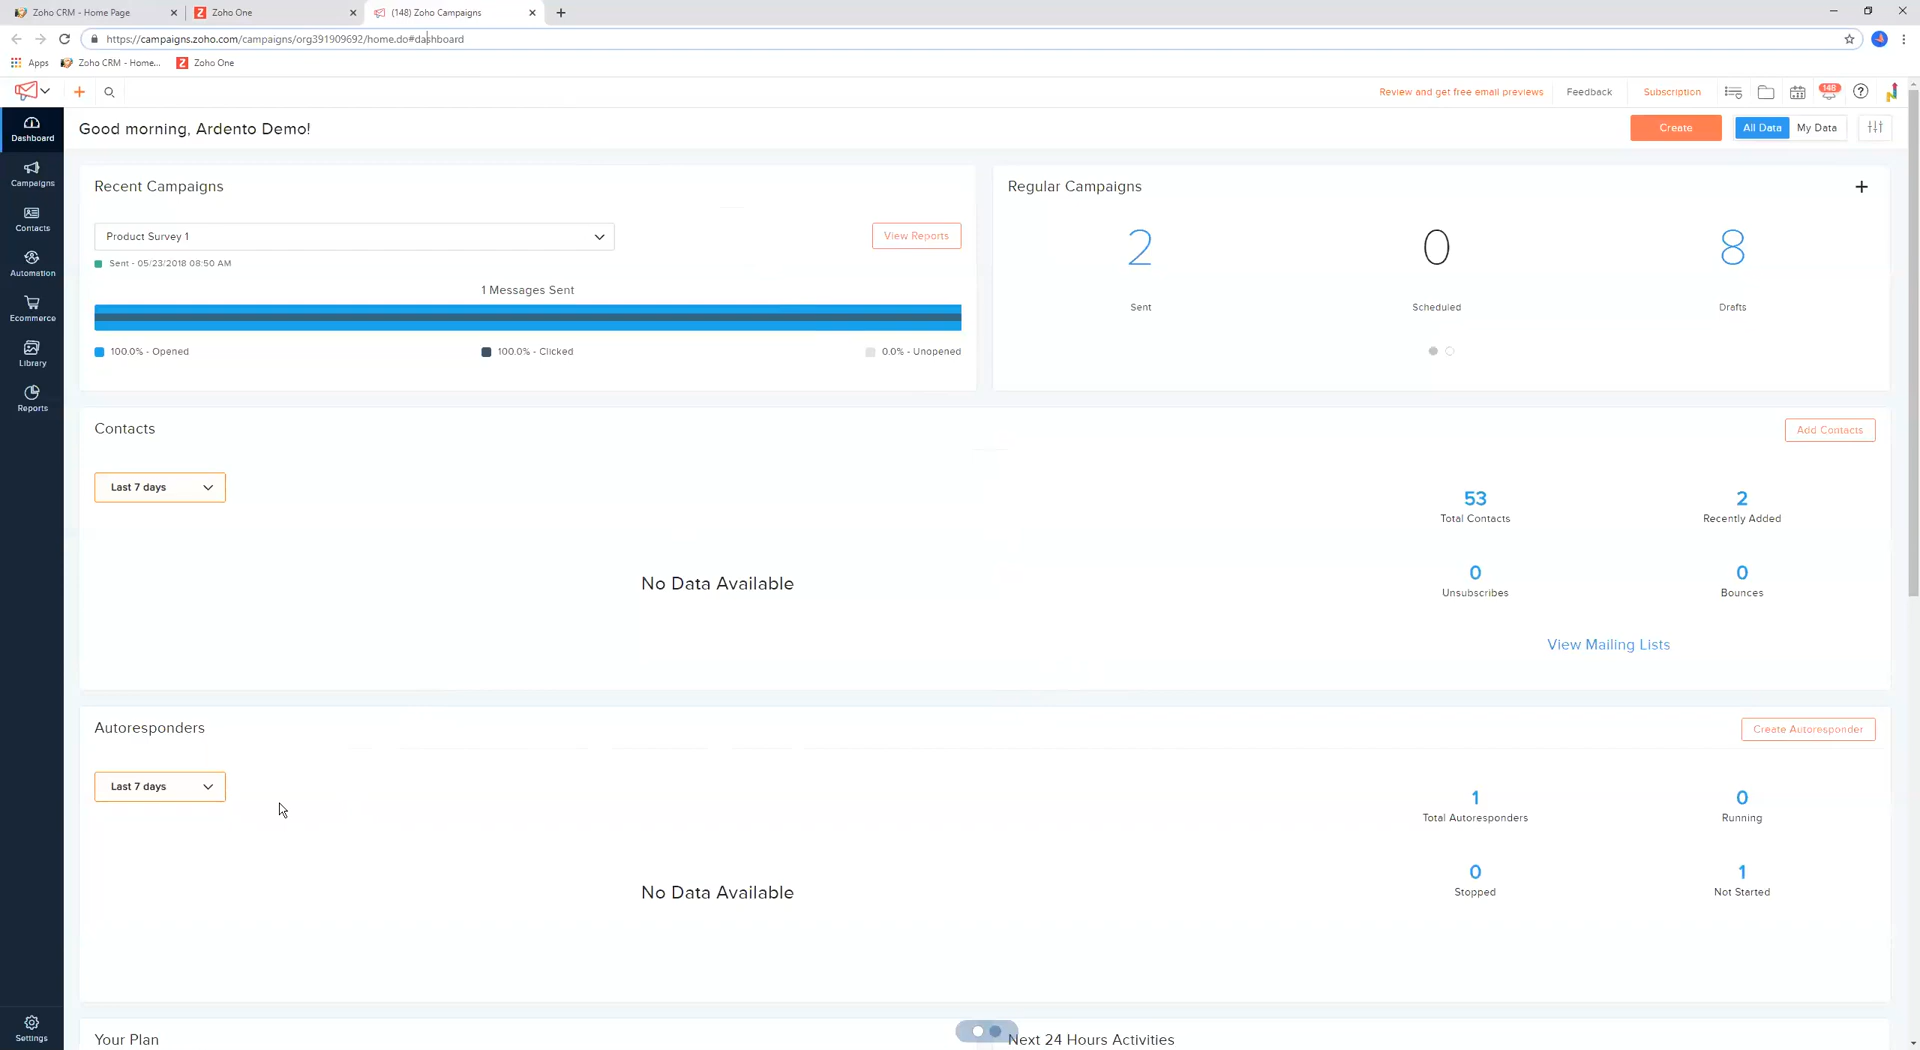 Zoho CRM - Home Page
Zoho One
(148) Zoho Campaigns
https://campaigns.zoho.com/campaigns/org391909692/home.do#dashboard
Apps
Zoho CRM - Home...
Zoho One
Review and get free email previews
Feedback
Subscription
148
Dashboard
Campaigns
Contacts
Automation
Ecommerce
Library
Reports
Settings
Good morning, Ardento Demo!
Create
All Data
My Data
Recent Campaigns
Product Survey 1
View Reports
Sent - 05/23/2018 08:50 AM
1 Messages Sent
100.0% - Opened
100.0% - Clicked
0.0% - Unopened
Regular Campaigns
2
0
8
Sent
Scheduled
Drafts
Contacts
Add Contacts
Last 7 days
No Data Available
53
2
Total Contacts
Recently Added
0
0
Unsubscribes
Bounces
View Mailing Lists
Autoresponders
Create Autoresponder
Last 7 days
No Data Available
1
0
Total Autoresponders
Running
0
1
Stopped
Not Started
Your Plan
Next 24 Hours Activities